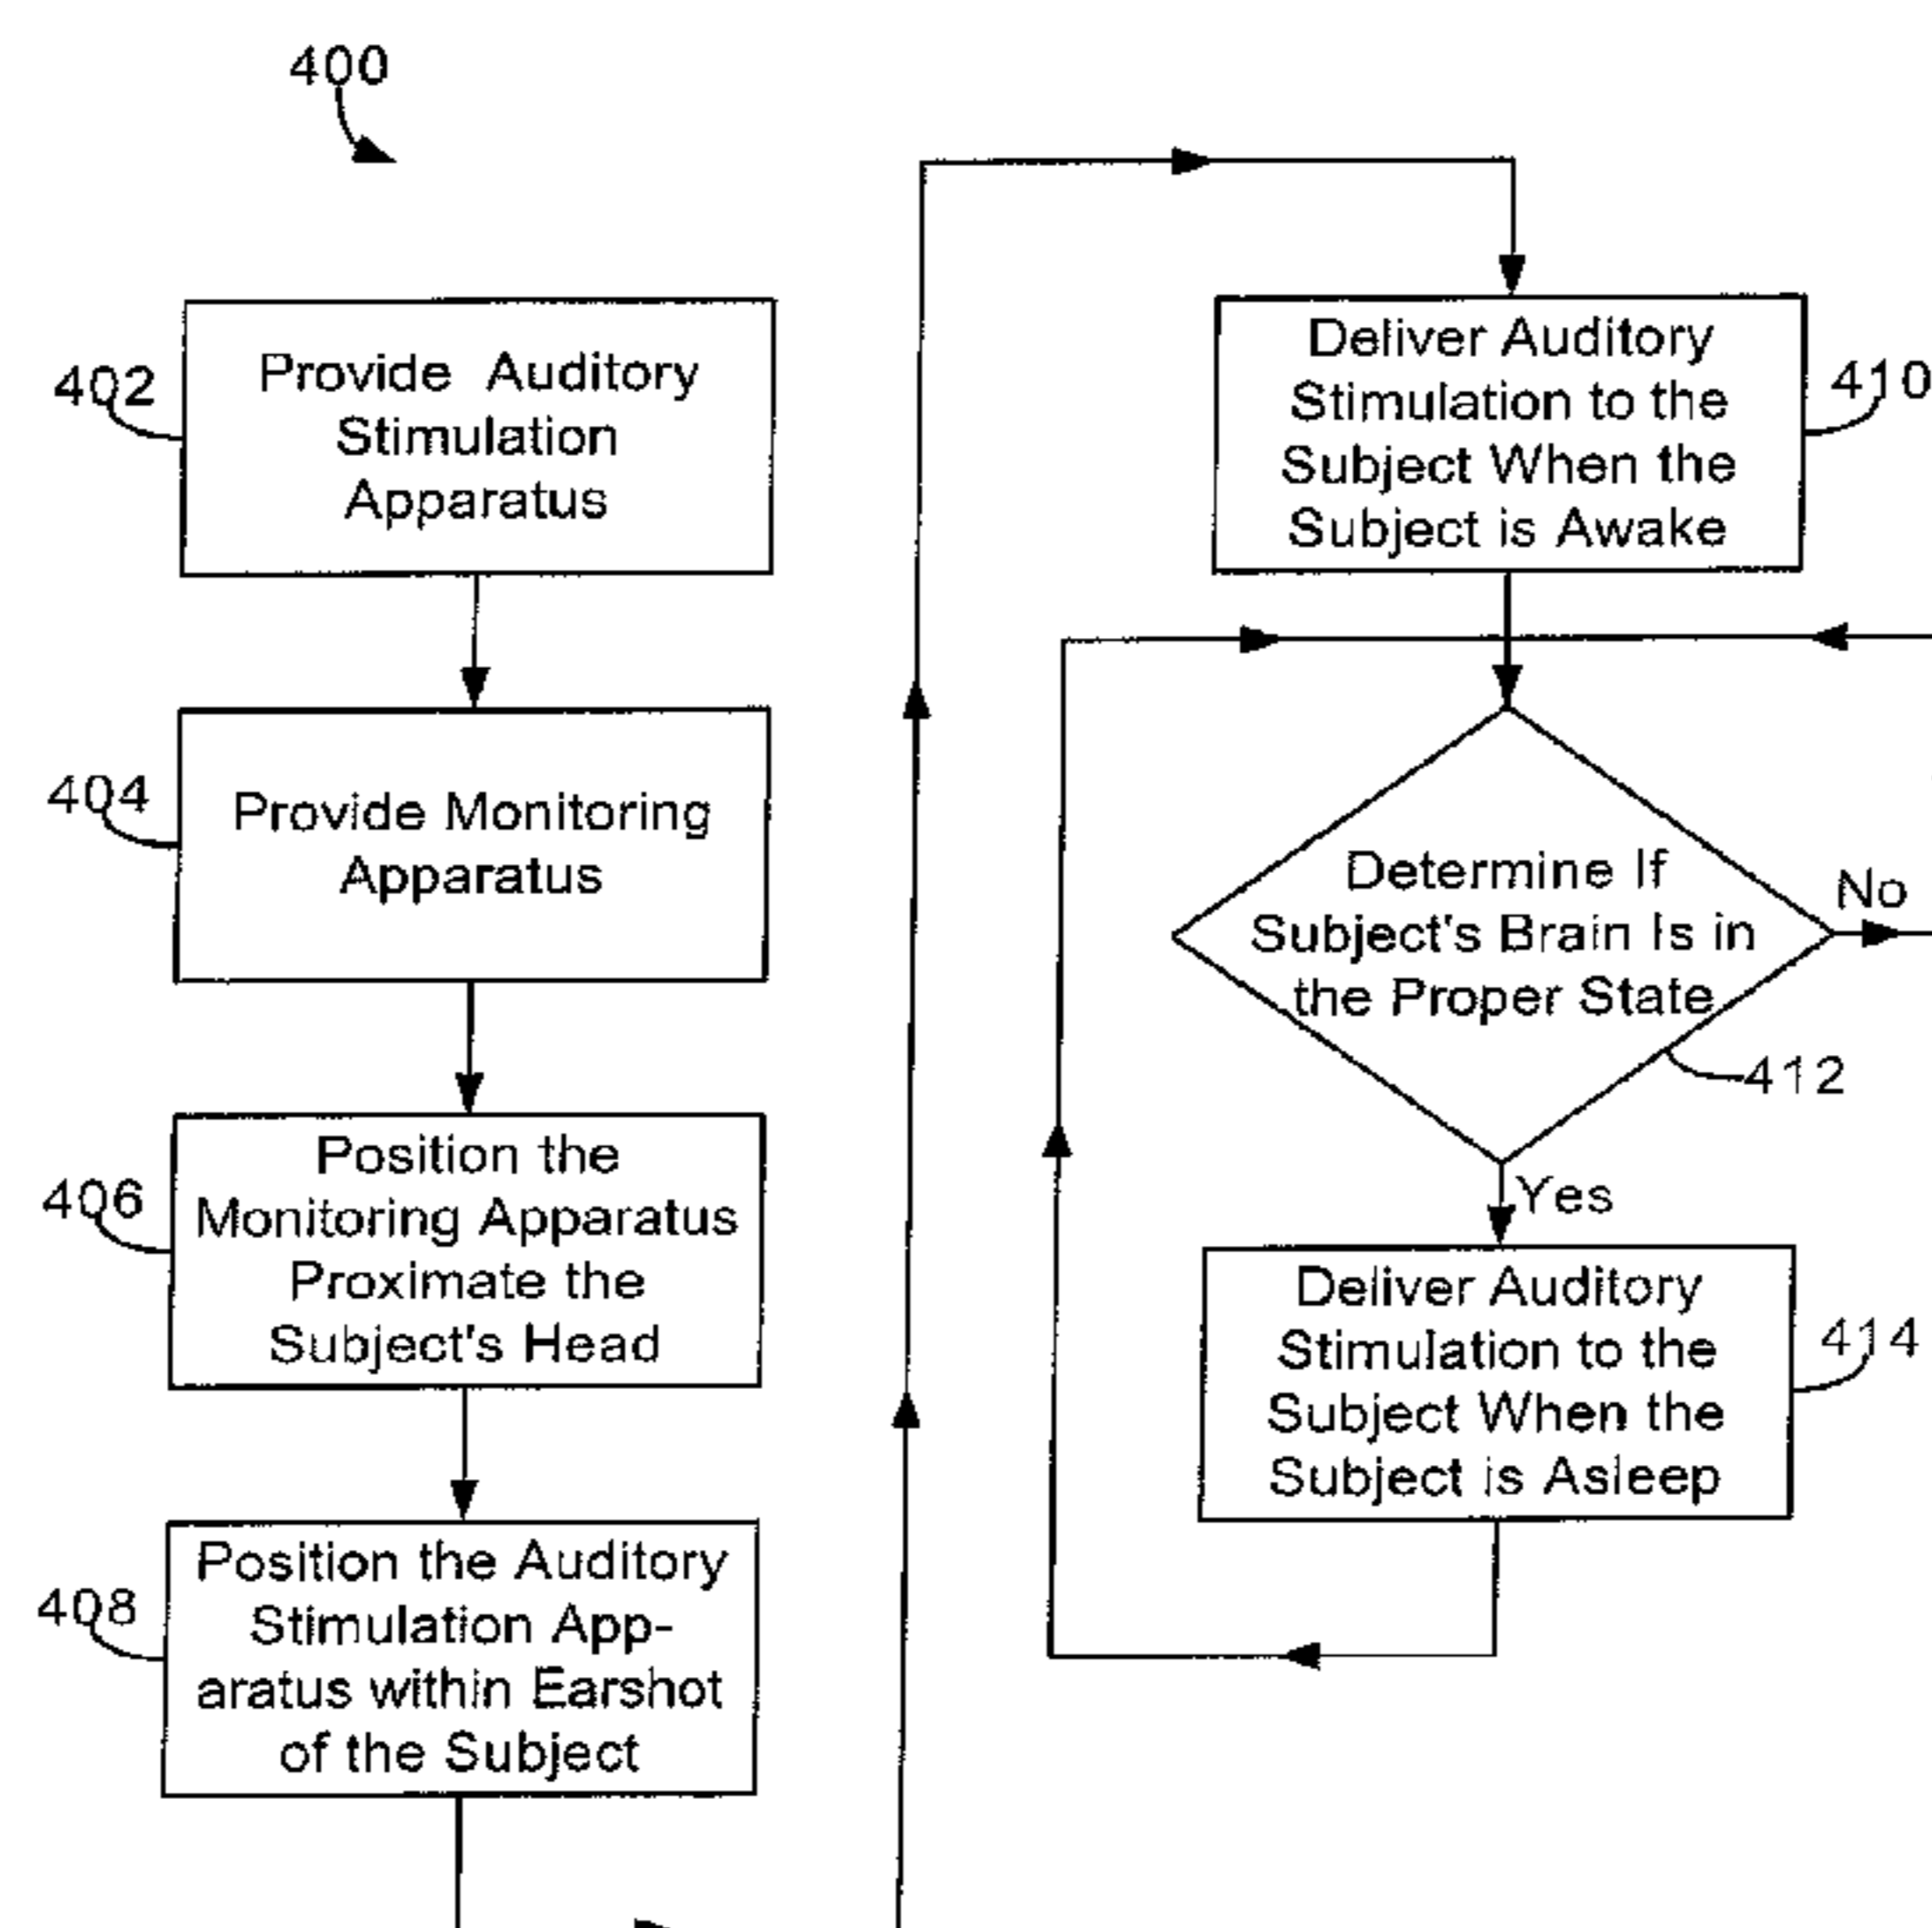 400
402
Provide Auditory
Stimulation
Apparatus
404
Provide Monitoring
Apparatus
406
Position the
Monitoring Apparatus
Proximate the
Subject's Head
408
Position the Auditory
Stimulation App-
aratus within Earshot
of the Subject
Deliver Auditory
Stimulation to the
Subject When the
Subject is Awake
410
Determine If
Subject's Brain Is in
the Proper State
No
412
Yes
Deliver Auditory
Stimulation to the
Subject When the
Subject is Asleep
414